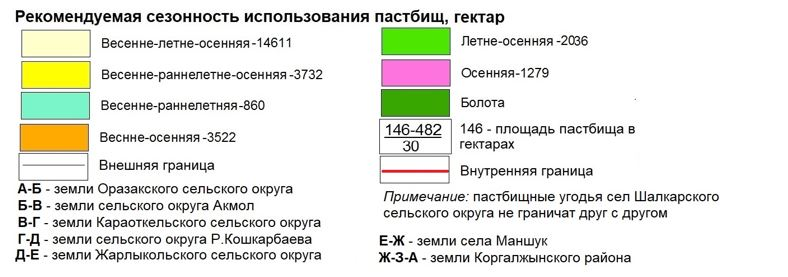 Рекомендуемая сезонность использования пастбищ, гектар
Весенне-летне-осенняя-14611
Весенне-раннелетне-осенняя-3732
Весенне-раннелетняя-860
Веснне-осенняя-3522
Внешняя граница
А-Б - земли Оразакского сельского округа
Б-В - земли сельского округа Акмол
В-Г - земли Караоткельского сельского округа
Г-Д - земли сельского округа Р.Кошкарбаева
Д-Е - земли Жарлыкольского сельского округа
Летне-осенняя-2036
Осенняя-1279
Болота
146-482
30
146 - площадь пастбища в
гектарах
Внутренняя граница
Примечание: пастбищные угодья сел Шалкарского
сельского округа не граничат друг с другом
Е-Ж - земли села Маншук
Ж-З-А - земли Коргалжынского района